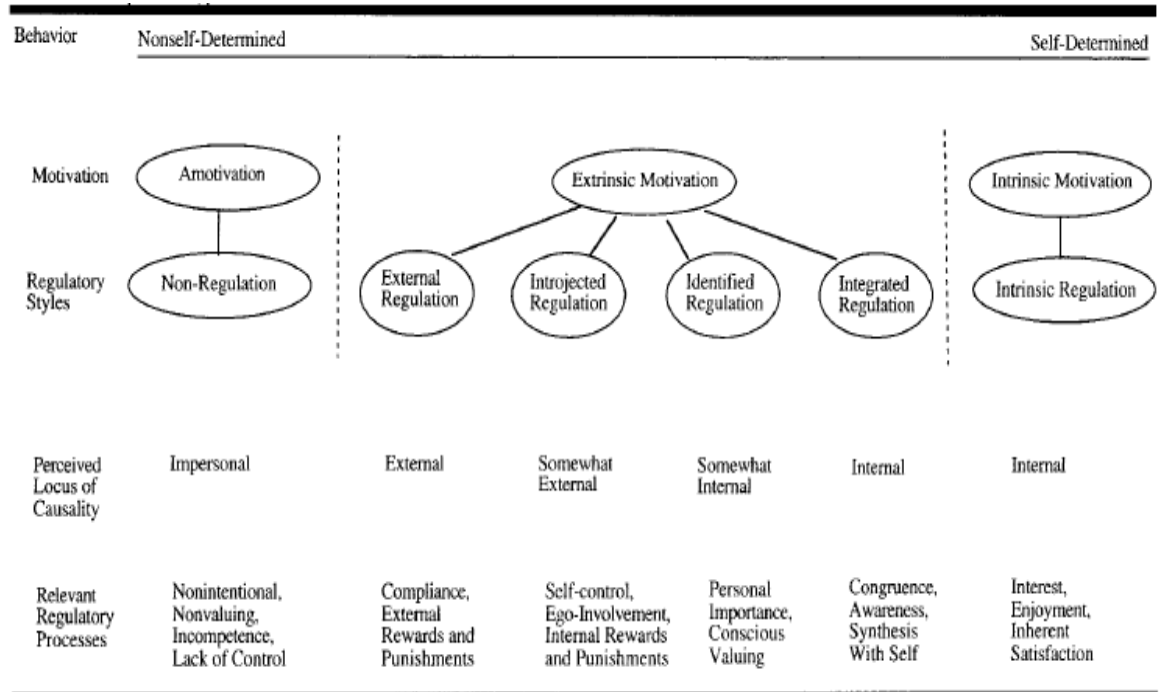 Behavior
Nonself-Determined
Self-Determined
Motivation
Amotivation
Extrinsic Motivation
Intrinsic Motivation
Regulatory
Styles
Non-Regulation
External
Regulation
Introjected
Regulation
Identified
Regulation
Integrated
Regulation
Intrinsic Regulation
Perceived
Locus of
Causality
Impersonal
External
Somewhat
External
Somewhat
Internal
Internal
Internal
Relevant
Regulatory
Processes
Nonintentional,
Nonvaluing,
Incompetence,
Lack of Control
Compliance,
External
Rewards and
Punishments
Self-control,
Ego-Involvement,
Internal Rewards
and Punishments
Personal
Importance,
Conscious
Valuing
Congruence,
Awareness,
Synthesis
With Self
Interest,
Enjoyment,
Inherent
Satisfaction